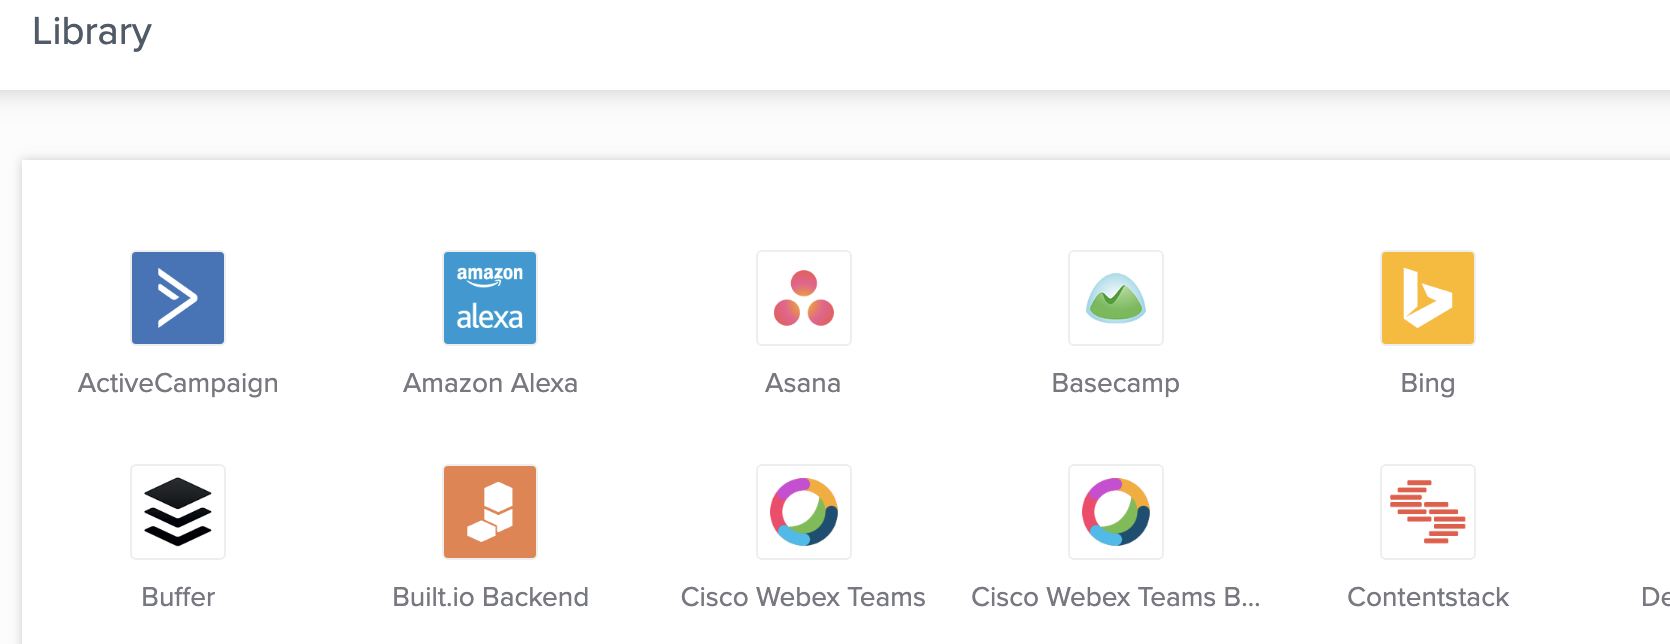 Library
amazon
alexa
ActiveCampaign
Amazon Alexa
Asana
Basecamp
Bing
Buffer
Built.io Backend
Cisco Webex Teams
Cisco Webex Teams B...
Contentstack